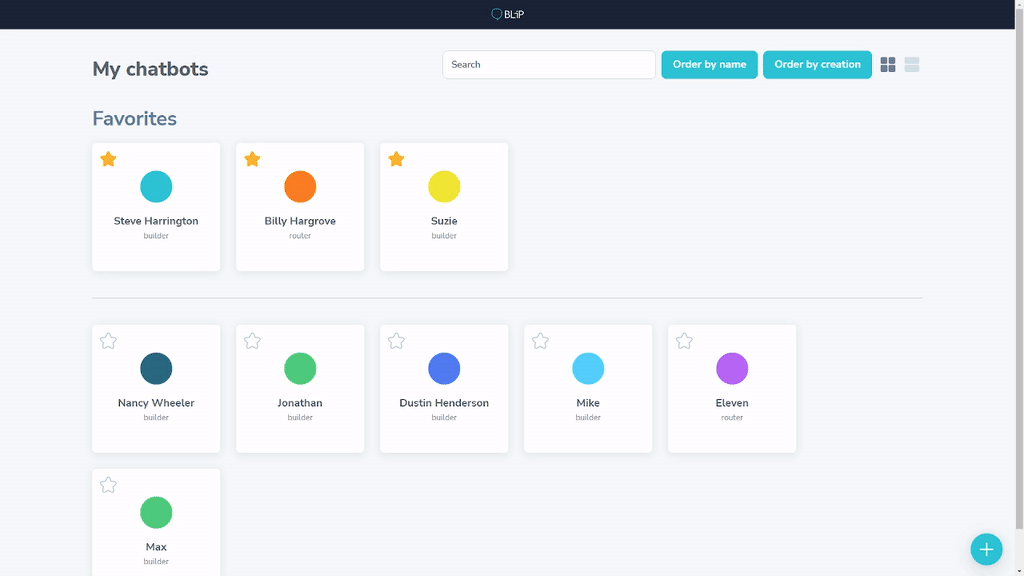 BLiP
My chatbots
Search
Order by name
Order by creation
Favorites
Steve Harrington
builder
Billy Hargrove
router
Suzie
builder
Nancy Wheeler
builder
Jonathan
builder
Dustin Henderson
builder
Mike
builder
Eleven
router
Max
builder